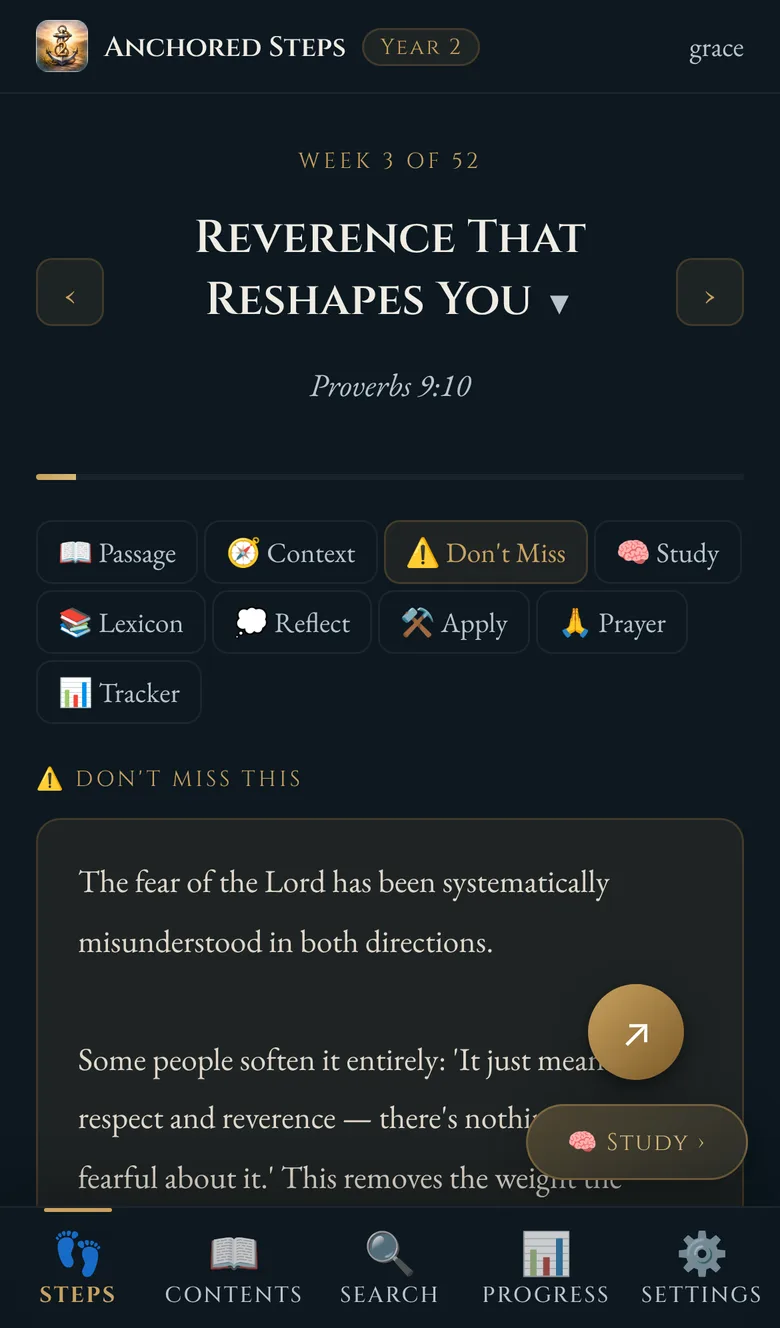 Anchored Steps Year 2 grace
WEEK 3 OF 52
Reverence That
Reshapes You ▼
Proverbs 9:10
‹ ›
📖 Passage 🧭 Context ⚠️ Don't Miss 🧠 Study
📚 Lexicon 💭 Reflect ⚒️ Apply 🙏 Prayer
📊 Tracker
⚠️ DON'T MISS THIS
The fear of the Lord has been systematically
misunderstood in both directions.
Some people soften it entirely: 'It just
respect and reverence — there's
🧠 Study ›
fearful about it.' This removes the weight the
STEPS CONTENTS SEARCH PROGRESS SETTINGS